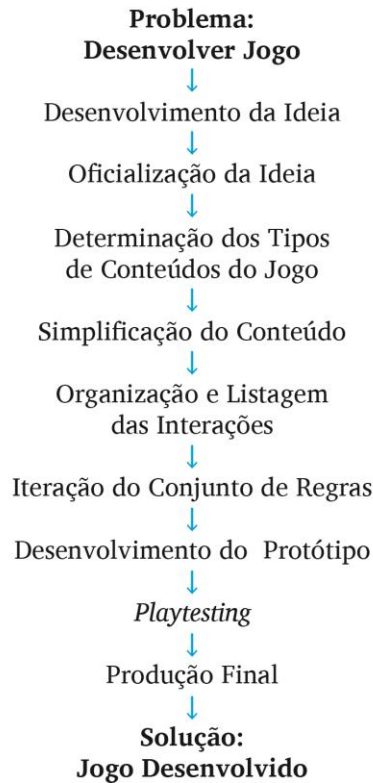 Problema:
Desenvolver Jogo
Desenvolvimento da Ideia
Oficialização da Ideia
Determinação dos Tipos
de Conteúdos do Jogo
Simplificação do Conteúdo
Organização e Listagem
das Interações
Iteração do Conjunto de Regras
Desenvolvimento do Protótipo
Playtesting
Produção Final
Solução:
Jogo Desenvolvido